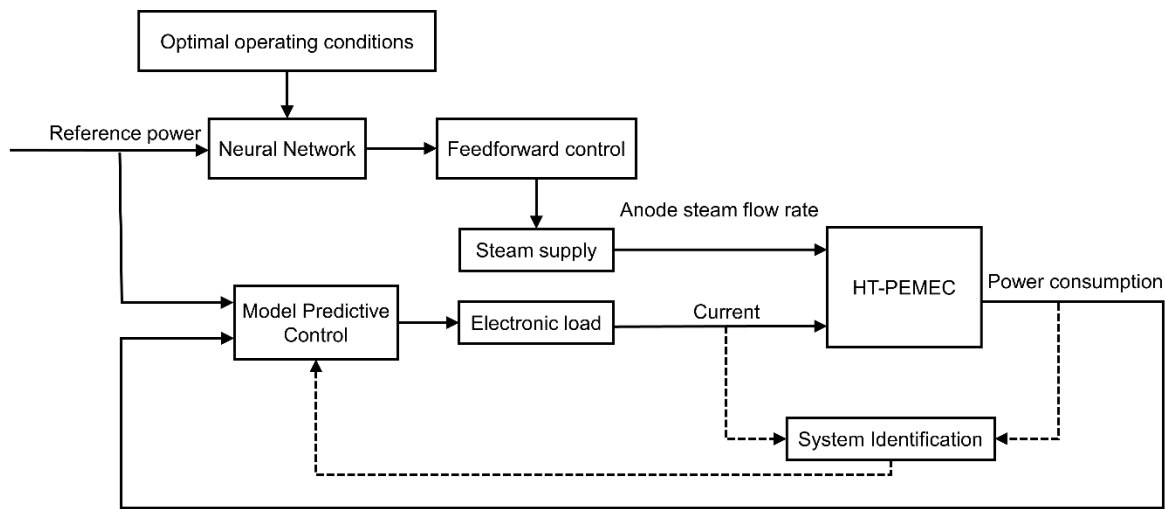 Optimal operating conditions
Reference power
Neural Network
Feedforward control
Anode steam flow rate
Steam supply
HT-PEMEC
Power consumption
Model Predictive
Control
Electronic load
Current
System Identification